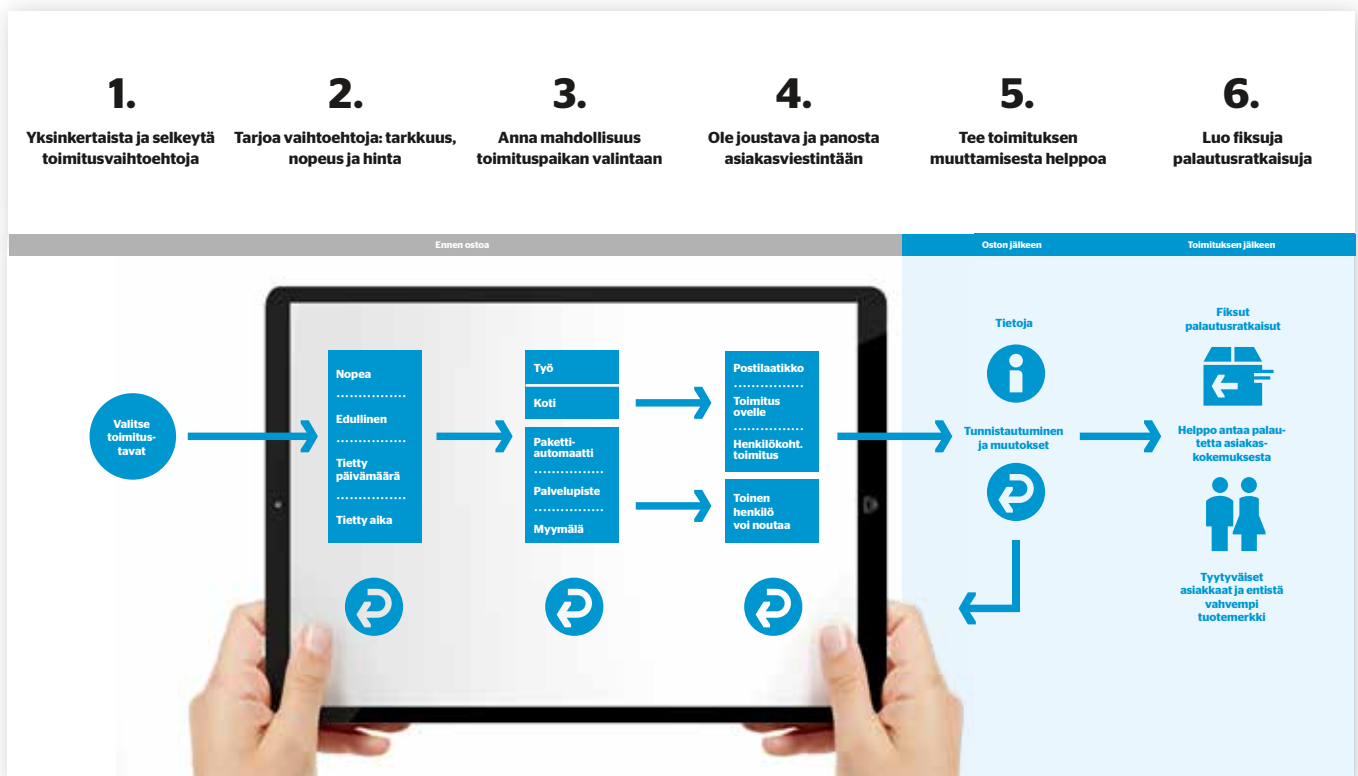 1.
Yksinkertaista ja selkeytä
toimitusvaihtoehtoja
2.
Tarjoa vaihtoehtoja: tarkkuus,
nopeus ja hinta
3.
Anna mahdollisuus
toimituspaikan valintaan
4.
Ole joustava ja panosta
asiakasviestintään
5.
Tee toimituksen
muuttamisesta helppoa
6.
Luo fiksuja
palautusratkaisuja
Ennen ostoa
Oston jälkeen
Toimituksen jälkeen
Valitse
toimitus-
tavat
Nopea
Edullinen
Tietty
päivämäärä
Tietty aika
Työ
Koti
Paketti-
automaatti
Palvelupiste
Myymälä
Postilaatikko
Toimitus
ovelle
Henkilökoht.
toimitus
Toinen
henkilö
voi noutaa
Tietoja
Tunnistautuminen
ja muutokset
Fiksut
palautusratkaisut
Helppo antaa palau-
tetta asiakas-
kokemuksesta
Tyytyväiset
asiakkaat ja entistä
vahvempi
tuotemerkki